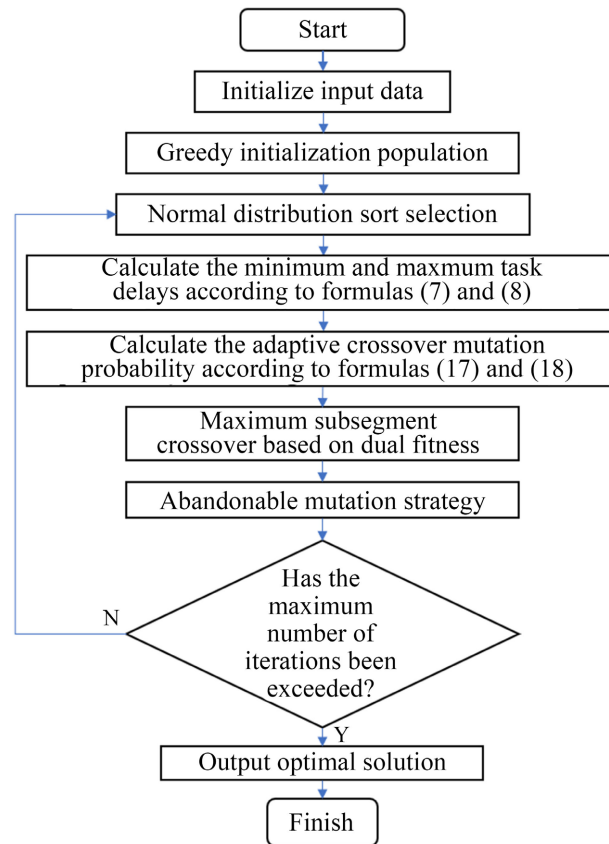 Start
Initialize input data
Greedy initialization population
Normal distribution sort selection
Calculate the minimum and maxmum task
delays according to formulas (7) and (8)
Calculate the adaptive crossover mutation
probability according to formulas (17) and (18)
Maximum subsegment
crossover based on dual fitness
Abandonable mutation strategy
Has the
maximum
number of
iterations been
exceeded?
N
Y
Output optimal solution
Finish